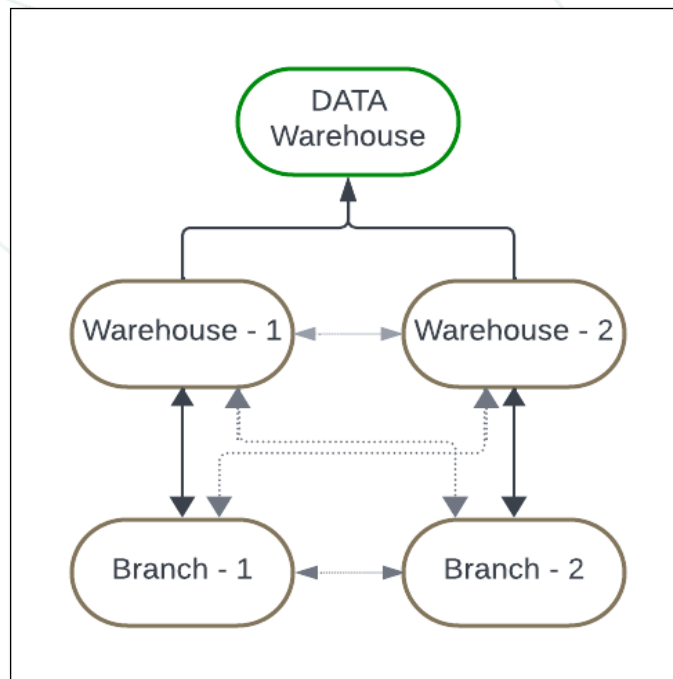 DATA
Warehouse
Warehouse - 1
Warehouse - 2
Branch - 1
Branch - 2